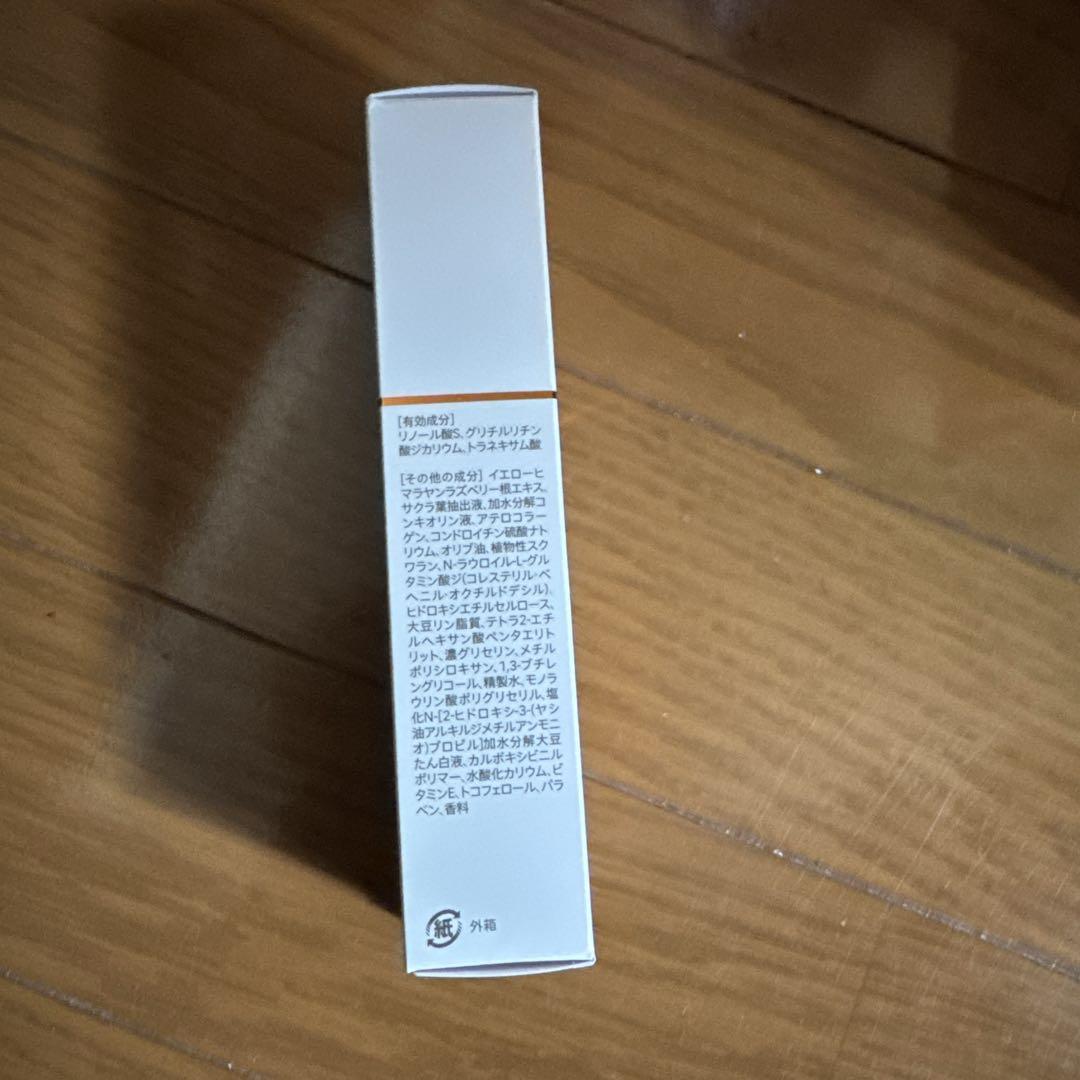 [有効成分]
リノール酸S、グリチルリチン
酸ジカリウム、トラネキサム酸
[その他の成分] イエローヒ
マラヤンラズベリー根エキス、
サクラ葉抽出液、加水分解コ
ンキオリン液、アテロコラー
ゲン、コンドロイチン硫酸ナト
リウム、オリブ油、植物性スク
ワラン、N-ラウロイル-L-グル
タミン酸ジ(コレステリル・ベ
ヘニル・オクチルドデシル)、
ヒドロキシエチルセルロース、
大豆リン脂質、テトラ2-エチ
ルヘキサン酸ペンタエリト
リット、濃グリセリン、メチル
ポリシロキサン、1,3-ブチレ
ングリコール、精製水、モノラ
ウリン酸ポリグリセリル、塩
化N-[2-ヒドロキシ-3-(ヤシ
油アルキルジメチルアンモニ
オ)プロピル]加水分解大豆
たん白液、カルボキシビニル
ポリマー、水酸化カリウム、ビ
タミンE、トコフェロール、パラ
ベン、香料
紙 外箱